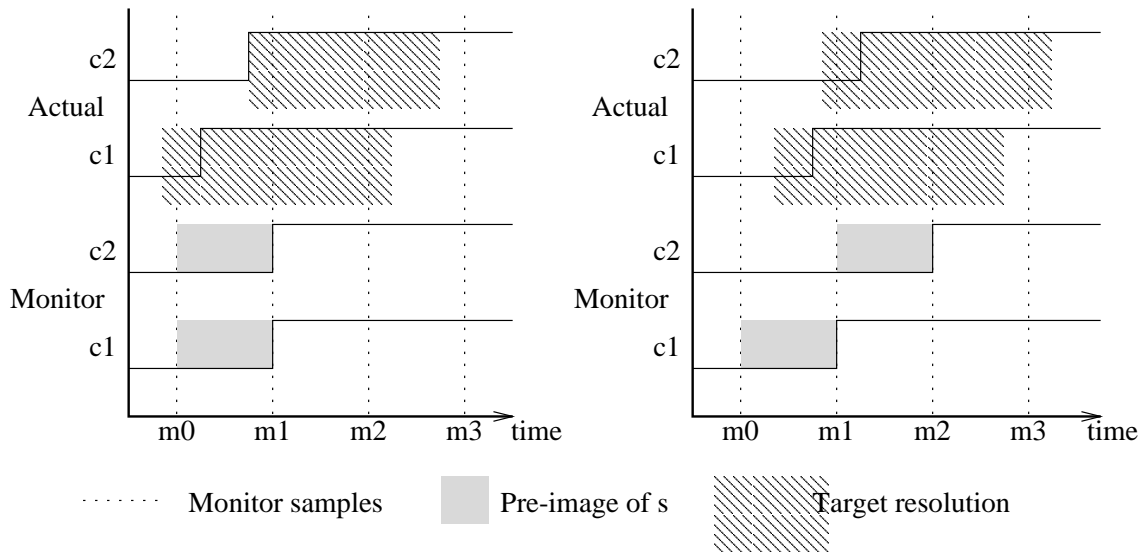 c2
Actual
c1
c2
Monitor
c1
m0 m1 m2 m3 time
c2
Actual
c1
c2
Monitor
c1
m0 m1 m2 m3 time
Monitor samples
Pre-image of s
Target resolution